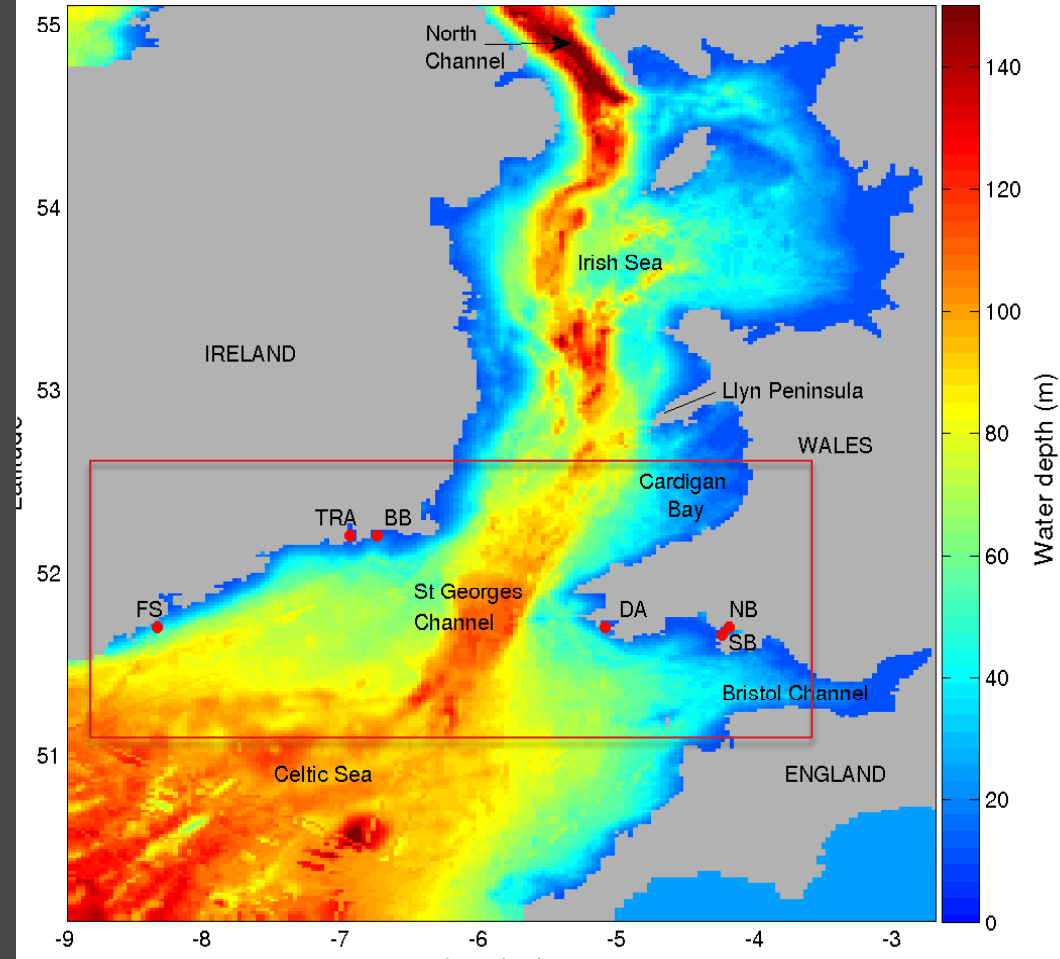 55
54
53
52
51
-9
-8
-7
-6
-5
-4
-3
North
Channel
Irish Sea
IRELAND
Llyn Peninsula
WALES
Cardigan
Bay
TRA
BB
St Georges
Channel
FS
DA
NB
SB
Bristol Channel
Celtic Sea
ENGLAND
140
120
100
80
60
40
20
0
Water depth (m)